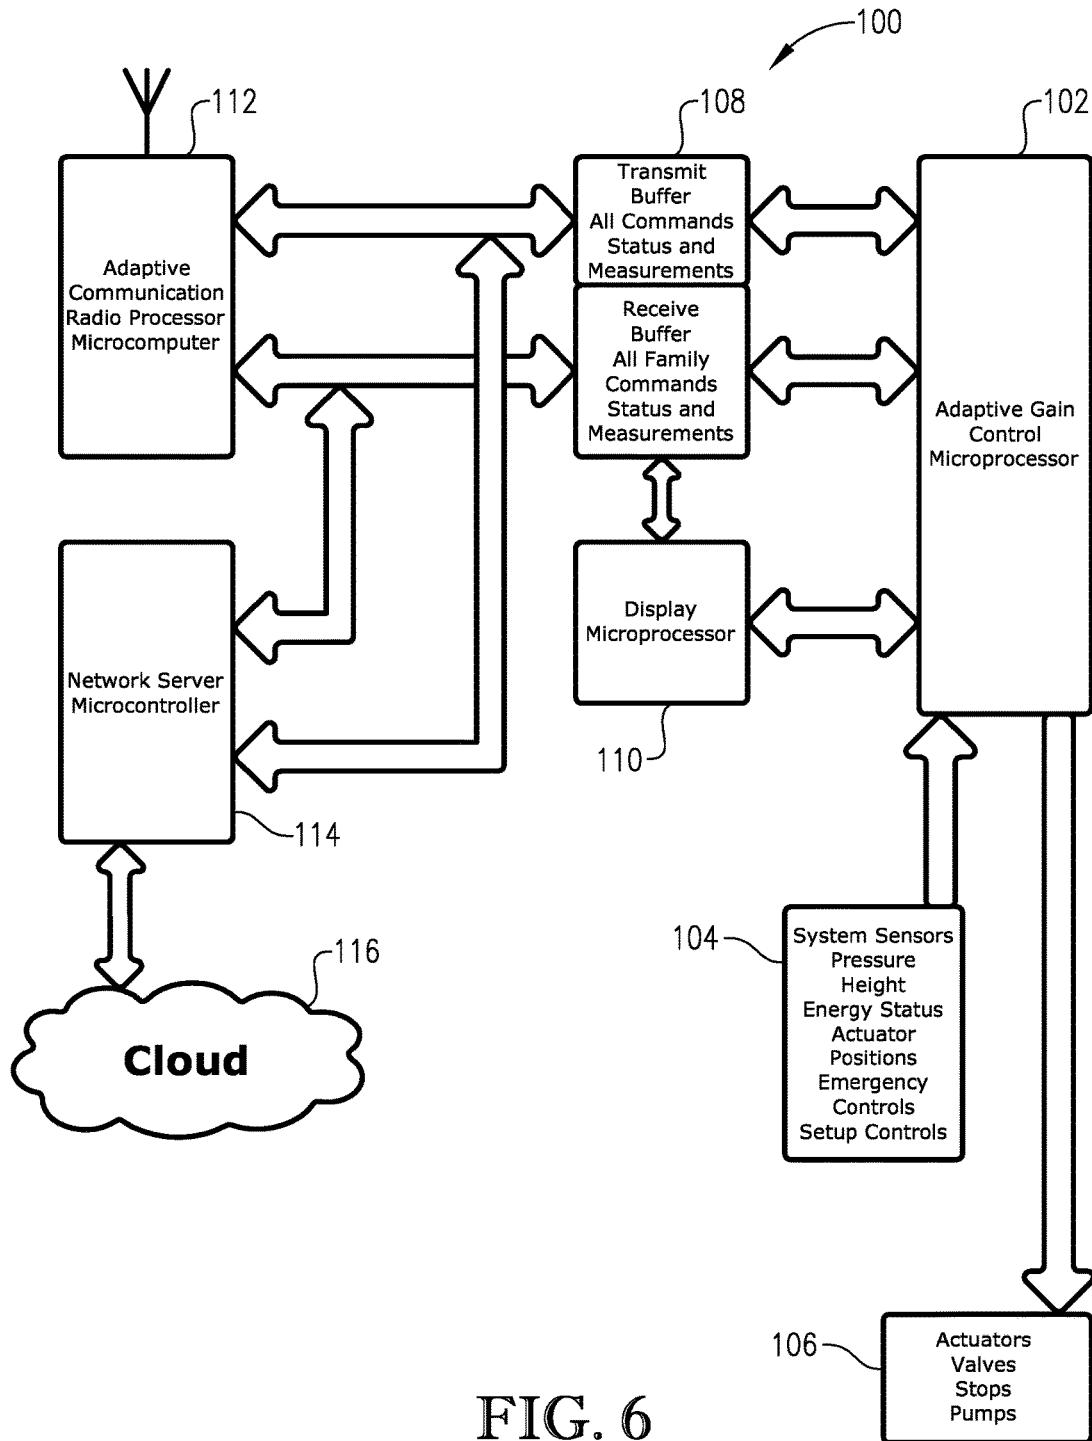 100
112
108
102
Transmit
Buffer
All Commands
Status and
Measurements
Adaptive
Communication
Radio Processor
Microcomputer
Receive
Buffer
All Family
Commands
Status and
Measurements
Adaptive Gain
Control
Microprocessor
Display
Microprocessor
Network Server
Microcontroller
110
114
104
System Sensors
Pressure
Height
Energy Status
Actuator
Positions
Emergency
Controls
Setup Controls
116
Cloud
106
Actuators
Valves
Stops
Pumps
FIG. 6